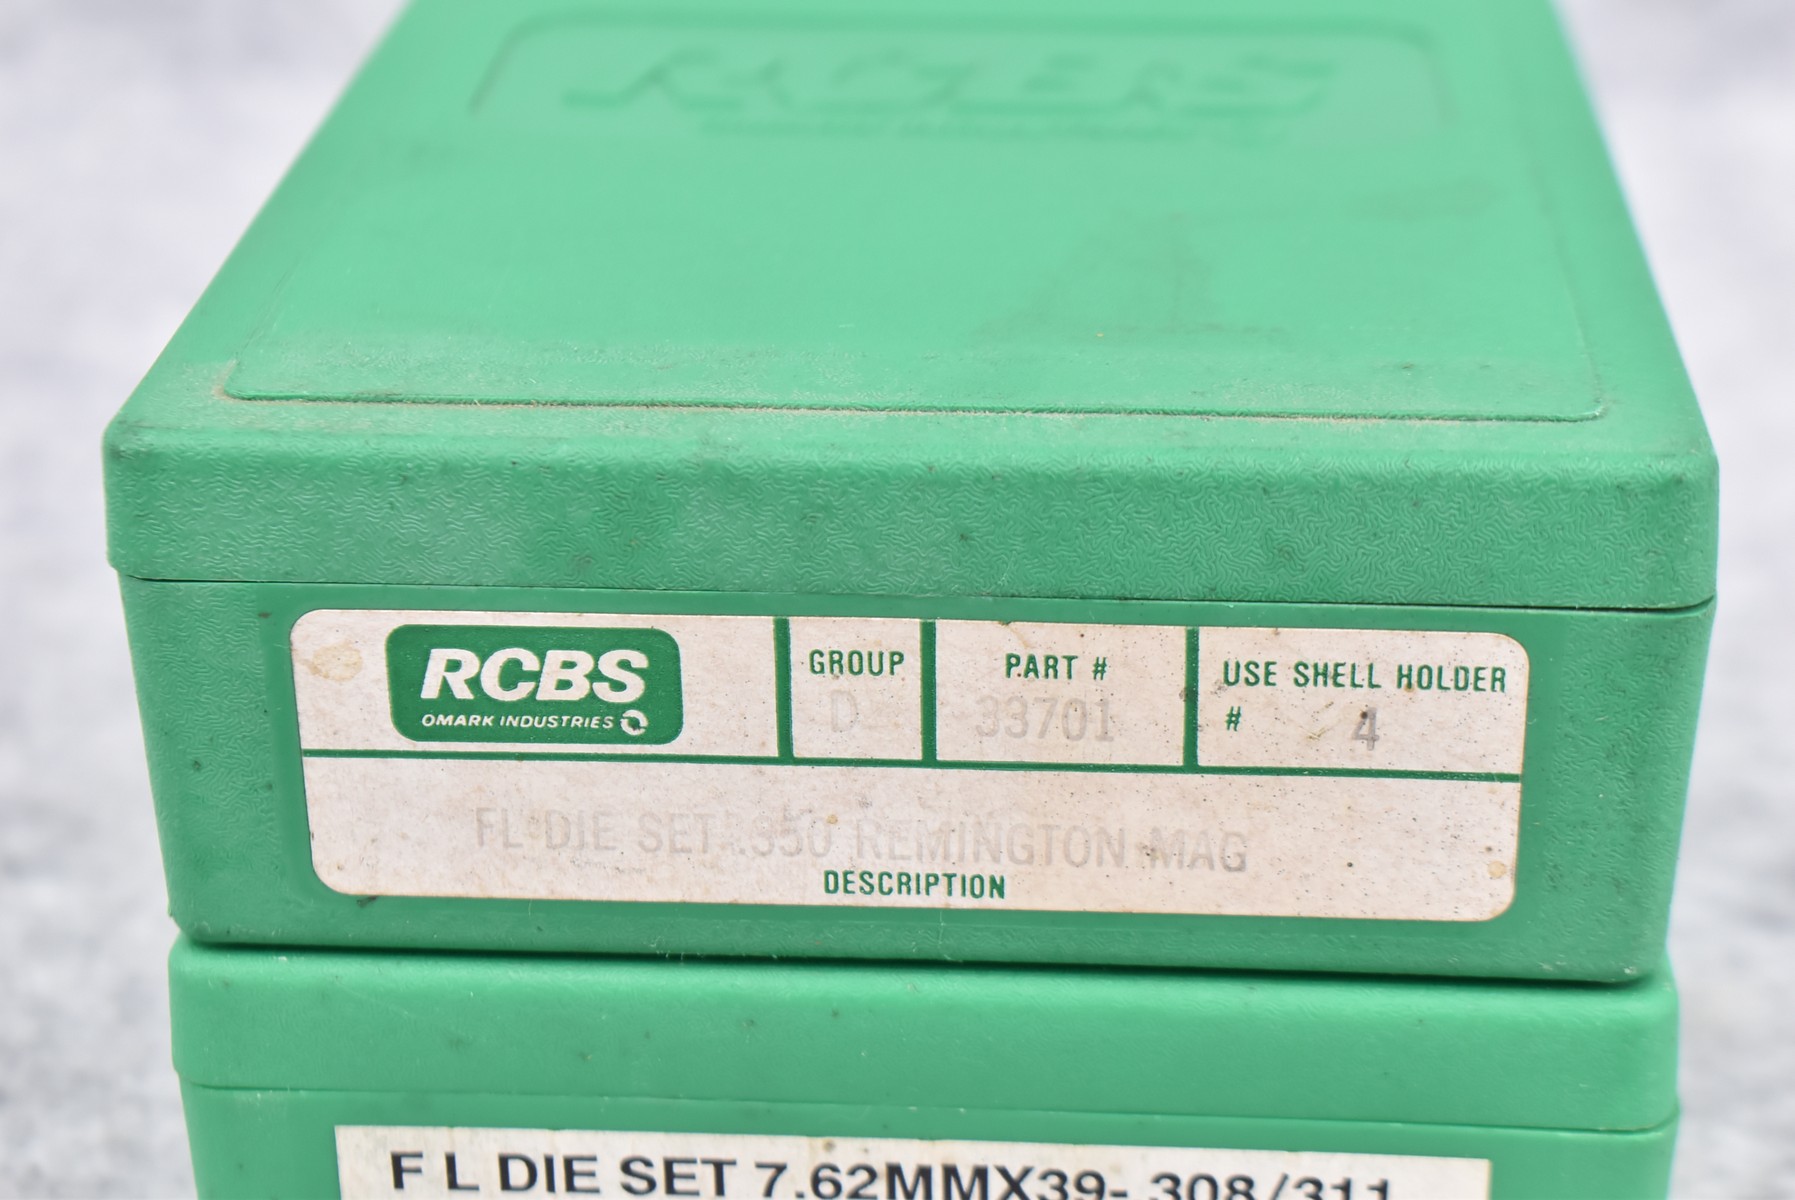 RCBS
OMARK INDUSTRIES
GROUP
D
PART #
33701
USE SHELL HOLDER
# 4
FL DIE SET .350 REMINGTON MAG
DESCRIPTION
F L DIE SET 7.62MMX39-.308/311